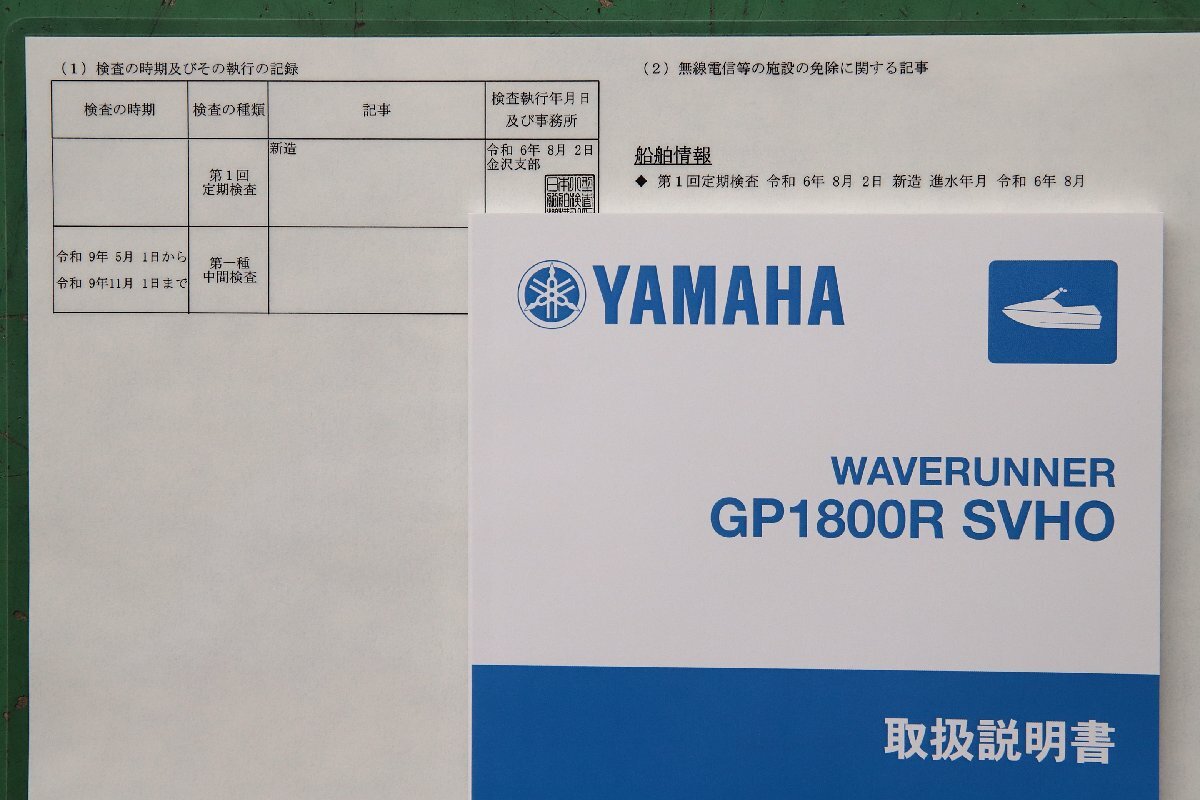 (1) 検査の時期及びその執行の記録
検査の時期 検査の種類 記事 検査執行年月日
及び事務所
第1回
定期検査
新造
令和 6年 8月 2日
金沢支部
令和 9年 5月 1日から
令和 9年11月 1日まで
第一種
中間検査
(2) 無線電信等の施設の免除に関する記事
船舶情報
◆ 第1回定期検査 令和 6年 8月 2日 新造 進水年月 令和 6年 8月
YAMAHA
WAVERUNNER
GP1800R SVHO
取扱説明書